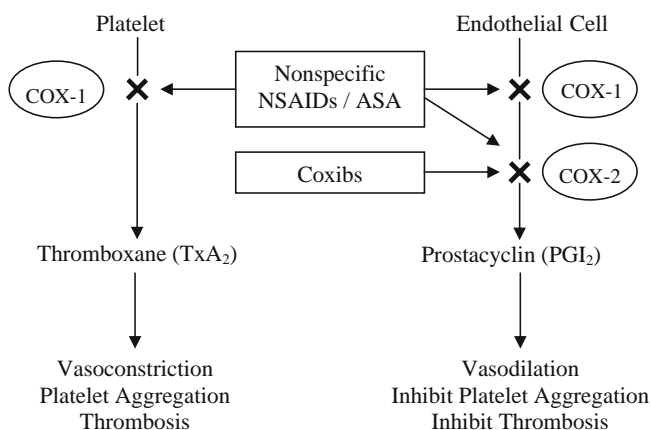 Platelet
Endothelial Cell
COX-1
Nonspecific
NSAIDs / ASA
COX-1
Coxibs
COX-2
Thromboxane (TxA₂)
Prostacyclin (PGI₂)
Vasoconstriction
Platelet Aggregation
Thrombosis
Vasodilation
Inhibit Platelet Aggregation
Inhibit Thrombosis